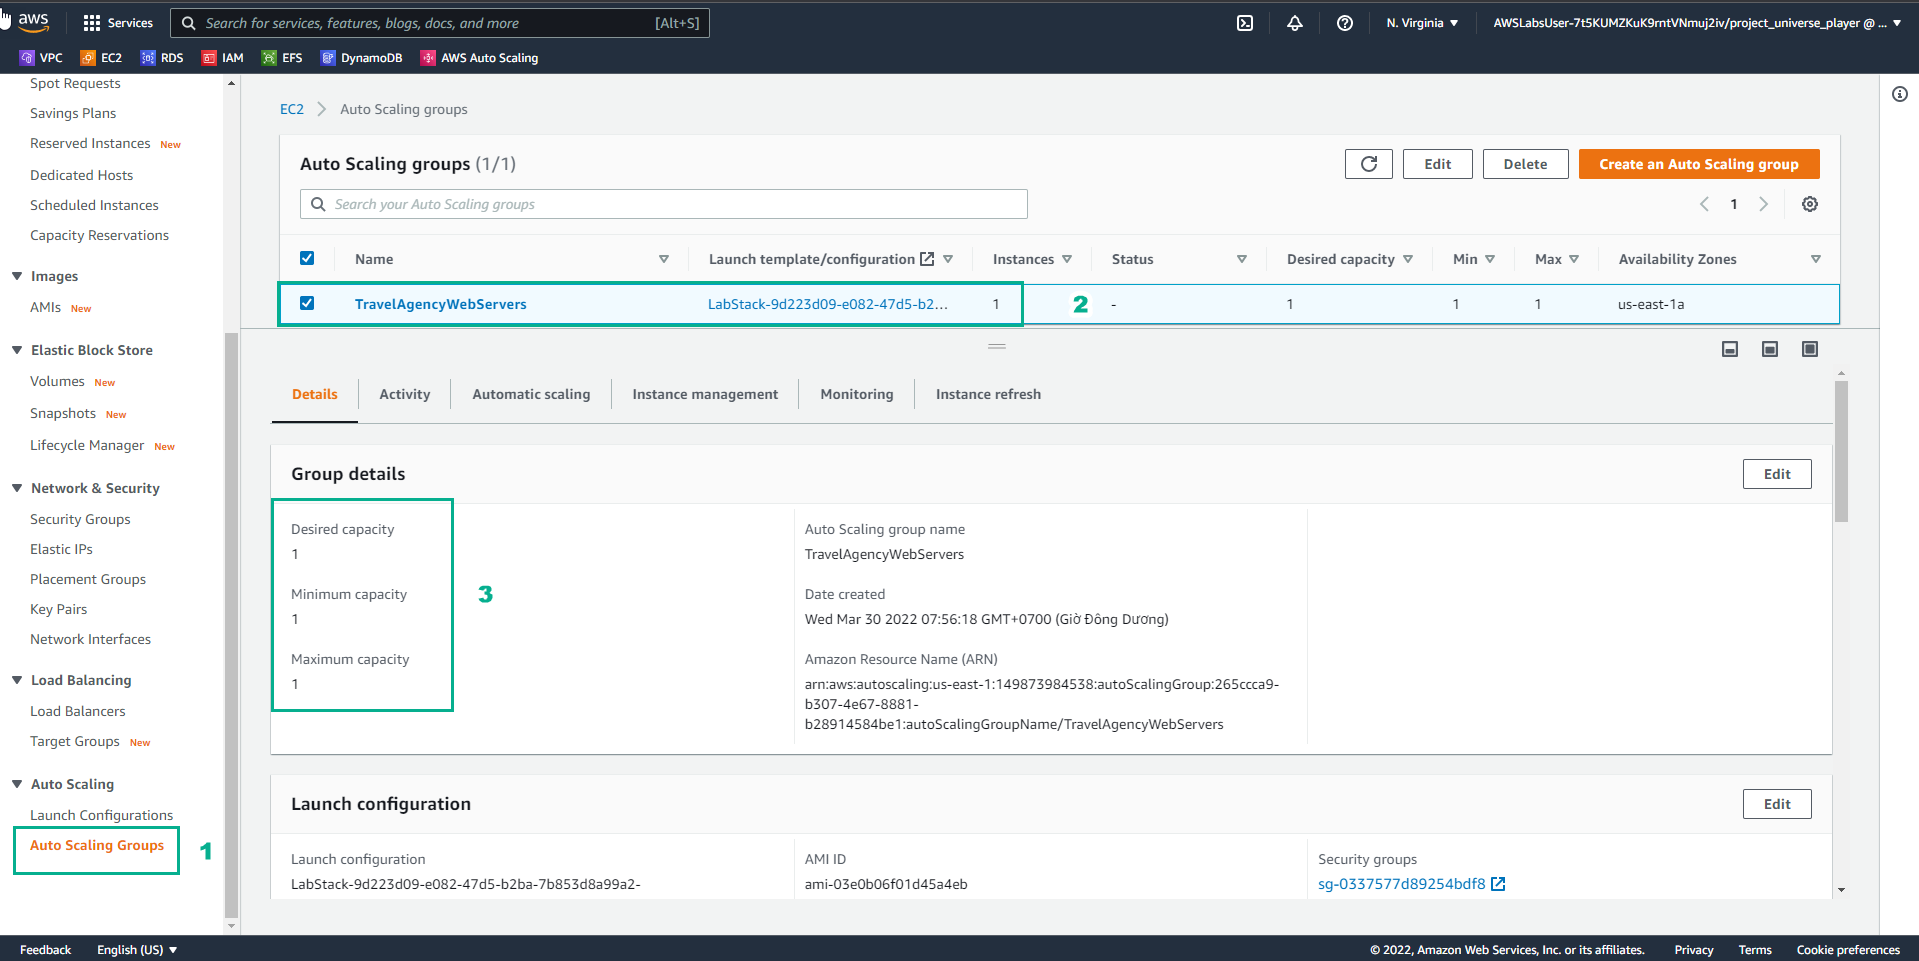 aws
Services
Search for services, features, blogs, docs, and more
[Alt+S]
N. Virginia
AWSLabsUser-7t5KUMZKuK9rntVNmuj2iv/project_universe_player @ ...
VPC
EC2
RDS
IAM
EFS
DynamoDB
AWS Auto Scaling
Spot Requests
Savings Plans
Reserved Instances New
Dedicated Hosts
Scheduled Instances
Capacity Reservations
Images
AMIs New
Elastic Block Store
Volumes New
Snapshots New
Lifecycle Manager New
Network & Security
Security Groups
Elastic IPs
Placement Groups
Key Pairs
Network Interfaces
Load Balancing
Load Balancers
Target Groups New
Auto Scaling
Launch Configurations
Auto Scaling Groups
1
EC2
Auto Scaling groups
Auto Scaling groups (1/1)
Edit
Delete
Create an Auto Scaling group
Search your Auto Scaling groups
1
Name
Launch template/configuration
Instances
Status
Desired capacity
Min
Max
Availability Zones
TravelAgencyWebServers
LabStack-9d223d09-e082-47d5-b2...
1
2
-
1
1
1
us-east-1a
Details
Activity
Automatic scaling
Instance management
Monitoring
Instance refresh
Group details
Edit
Desired capacity
1
Minimum capacity
1
Maximum capacity
1
3
Auto Scaling group name
TravelAgencyWebServers
Date created
Wed Mar 30 2022 07:56:18 GMT+0700 (Giờ Đông Dương)
Amazon Resource Name (ARN)
arn:aws:autoscaling:us-east-1:149873984538:autoScalingGroup:265ccca9-
b307-4e67-8881-
b28914584be1:autoScalingGroupName/TravelAgencyWebServers
Launch configuration
Edit
Launch configuration
LabStack-9d223d09-e082-47d5-b2ba-7b853d8a99a2-
AMI ID
ami-03e0b06f01d45a4eb
Security groups
sg-0337577d89254bdf8
Feedback
English (US)
© 2022, Amazon Web Services, Inc. or its affiliates.
Privacy
Terms
Cookie preferences